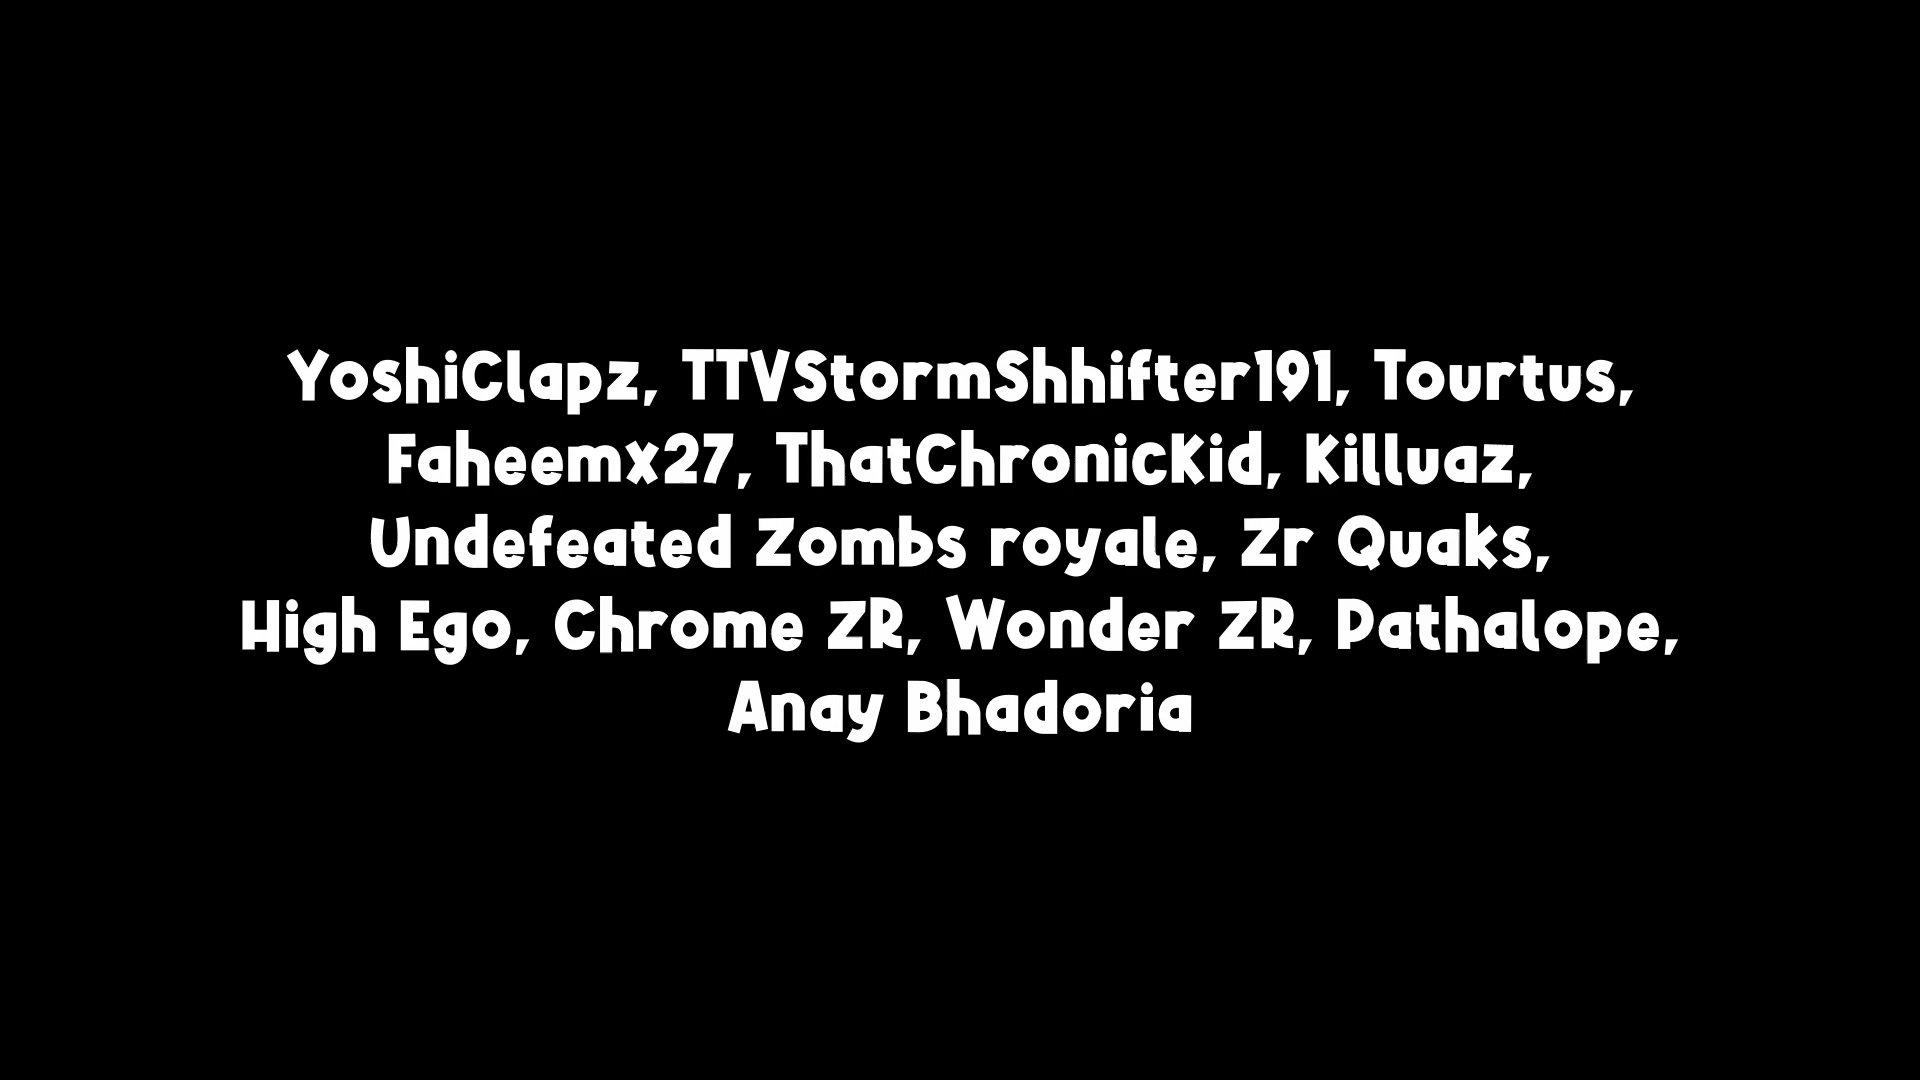 YoshiClapz, TTVStormShhifter191, Tourtus,
Faheemx27, ThatChronicKid, Killuaz,
Undefeated Zombs royale, Zr Quaks,
High Ego, Chrome ZR, Wonder ZR, Pathalope,
Anay Bhadoria